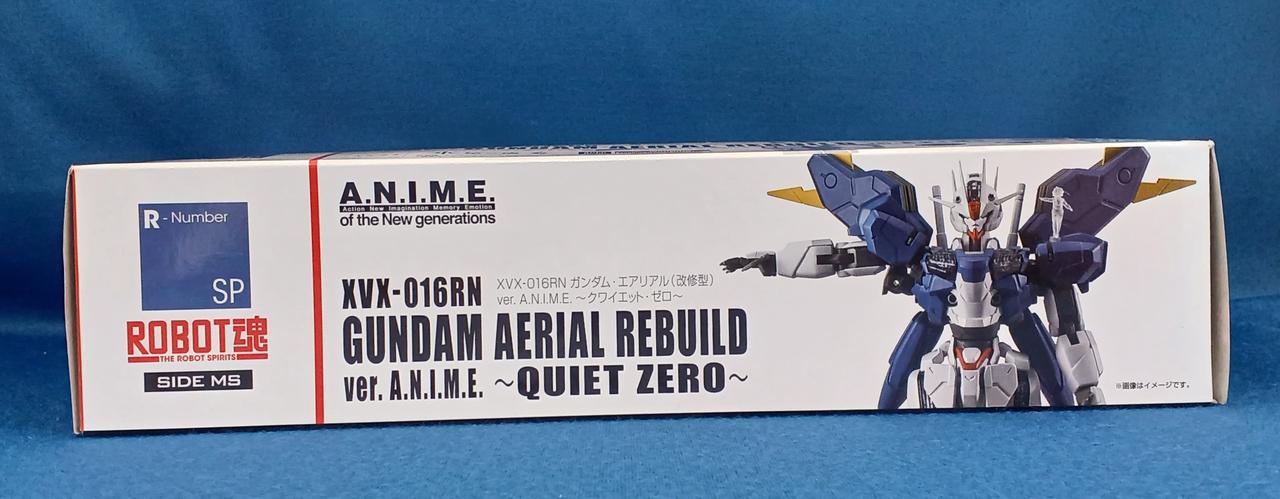 R - Number
SP
ROBOT魂
THE ROBOT SPIRITS
SIDE MS
A.N.I.M.E.
Action New Imagination Memory Emotion
of the New generations
XVX-016RN
XVX-016RN ガンダム・エアリアル(改修型)
ver. A.N.I.M.E. ~クワイエット・ゼロ~
GUNDAM AERIAL REBUILD
ver. A.N.I.M.E. ~QUIET ZERO~
※画像はイメージです。